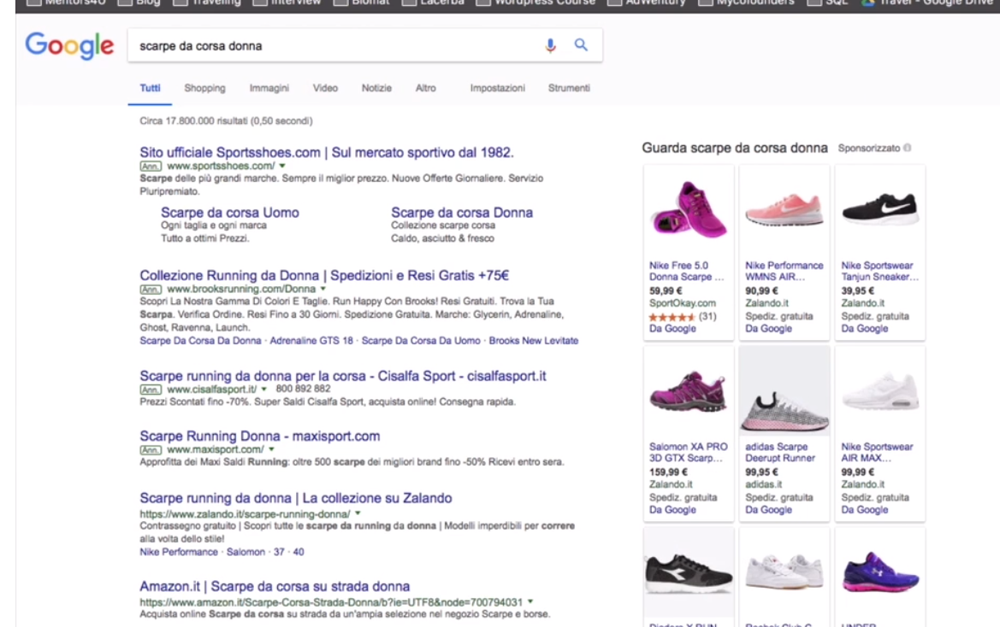 Mentors4U Blog Traveling Interview Biomat Lacerba Wordpress Course AdWentury Mycofounders SQL Travel - Google Drive
Google scarpe da corsa donna
Tutti Shopping Immagini Video Notizie Altro Impostazioni Strumenti
Circa 17.800.000 risultati (0,50 secondi)
Sito ufficiale Sportsshoes.com | Sul mercato sportivo dal 1982.
Ann. www.sportsshoes.com/
Scarpe delle più grandi marche. Sempre il miglior prezzo. Nuove Offerte Giornaliere. Servizio
Pluripremiato.
Scarpe da corsa Uomo
Ogni taglia e ogni marca
Tutto a ottimi Prezzi.
Scarpe da corsa Donna
Collezione scarpe corsa
Caldo, asciutto & fresco
Collezione Running da Donna | Spedizioni e Resi Gratis +75€
Ann. www.brooksrunning.com/Donna
Scopri La Nostra Gamma Di Colori E Taglie. Run Happy Con Brooks! Resi Gratuiti. Trova la Tua
Scarpa. Verifica Ordine. Resi Fino a 30 Giorni. Spedizione Gratuita. Marche: Glycerin, Adrenaline,
Ghost, Ravenna, Launch.
Scarpe Da Corsa Da Donna · Adrenaline GTS 18 · Scarpe Da Corsa Da Uomo · Brooks New Levitate
Scarpe running da donna per la corsa - Cisalfa Sport - cisalfasport.it
Ann. www.cisalfasport.it/ 800 892 882
Prezzi Scontati fino -70%. Super Saldi Cisalfa Sport, acquista online! Consegna rapida.
Scarpe Running Donna - maxisport.com
Ann. www.maxisport.com/
Approfitta dei Maxi Saldi Running: oltre 500 scarpe dei migliori brand fino -50% Ricevi entro sera.
Scarpe running da donna | La collezione su Zalando
https://www.zalando.it/scarpe-running-donna/
Contrassegno gratuito | Scopri tutte le scarpe da running da donna | Modelli imperdibili per correre
alla volta dello stile!
Nike Performance · Salomon · 37 · 40
Amazon.it | Scarpe da corsa su strada donna
https://www.amazon.it/Scarpe-Corsa-Strada-Donna/b?ie=UTF8&node=700794031
Acquista online Scarpe da corsa su strada da un'ampia selezione nel negozio Scarpe e borse.
Guarda scarpe da corsa donna Sponsorizzato
Nike Free 5.0
Donna Scarpe ...
59,99 €
SportOkay.com
(31)
Da Google
Nike Performance
WMNS AIR...
90,99 €
Zalando.it
Spediz. gratuita
Da Google
Nike Sportswear
Tanjun Sneaker...
39,95 €
Zalando.it
Spediz. gratuita
Da Google
Salomon XA PRO
3D GTX Scarp...
159,99 €
Zalando.it
Spediz. gratuita
Da Google
adidas Scarpe
Deerupt Runner
99,95 €
adidas.it
Spediz. gratuita
Da Google
Nike Sportswear
AIR MAX...
99,99 €
Zalando.it
Spediz. gratuita
Da Google